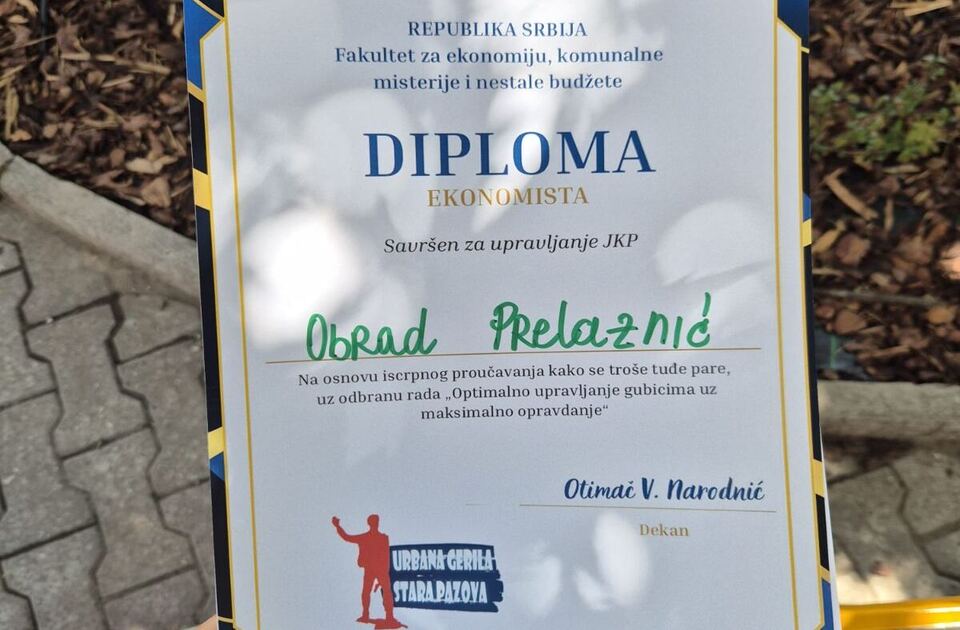 REPUBLIKA SRBIJA
Fakultet za ekonomiju, komunalne
misterije i nestale budžete
DIPLOMA
EKONOMISTA
Savršen za upravljanje JKP
Obrad Prelaznić
Na osnovu iscrpnog proučavanja kako se troše tuđe pare,
uz odbranu rada „Optimalno upravljanje gubicima uz
maksimalno opravdanje“
Otimač V. Narodnić
Dekan
URBANA GERILA
STARA PAZOVA